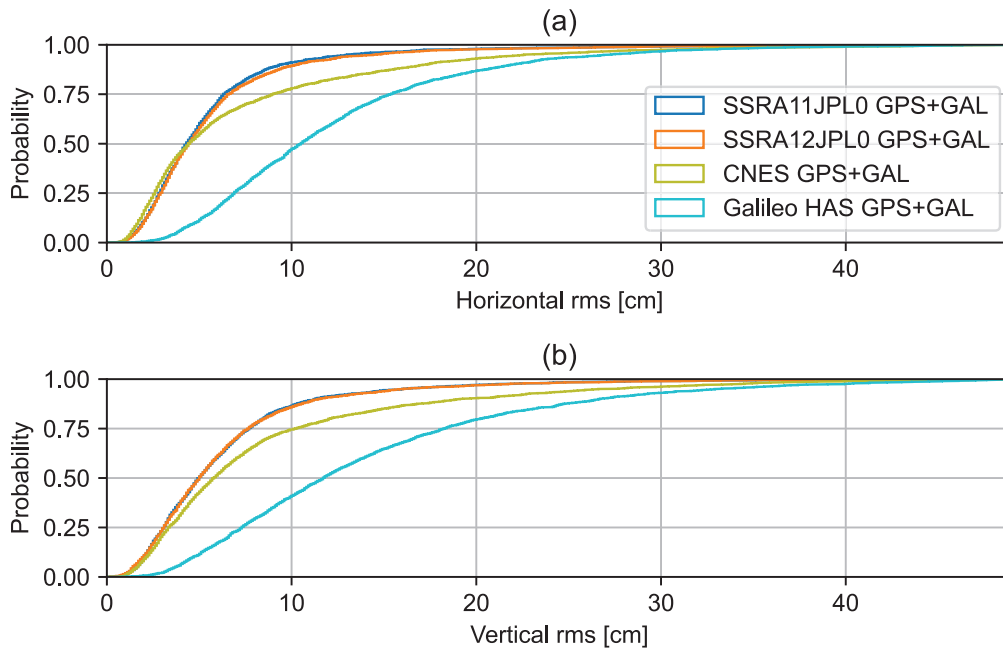 (a)
1.00
0.75
0.50
0.25
0.00
Probability
SSRA11JPL0 GPS+GAL
SSRA12JPL0 GPS+GAL
CNES GPS+GAL
Galileo HAS GPS+GAL
0 10 20 30 40
Horizontal rms [cm]
(b)
1.00
0.75
0.50
0.25
0.00
Probability
0 10 20 30 40
Vertical rms [cm]